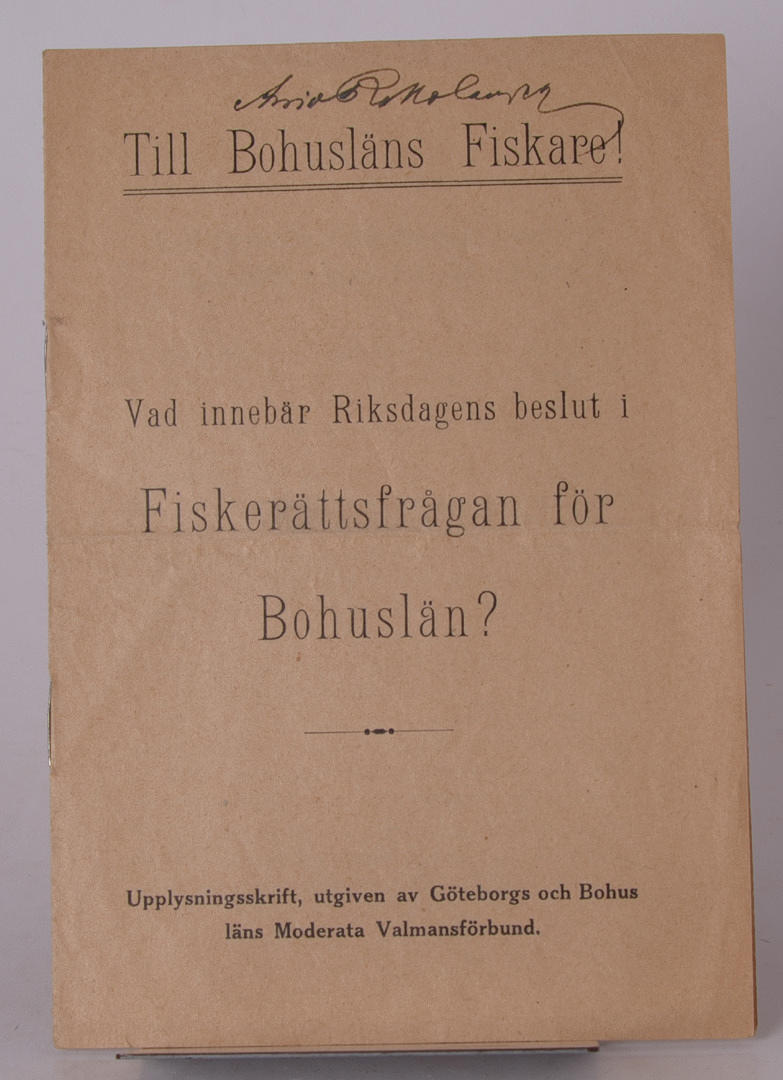 Till Bohusläns Fiskare!
Vad innebär Riksdagens beslut i
Fiskerättsfrågan för
Bohuslän?
Upplysningsskrift, utgiven av Göteborgs och Bohus
läns Moderata Valmansförbund.